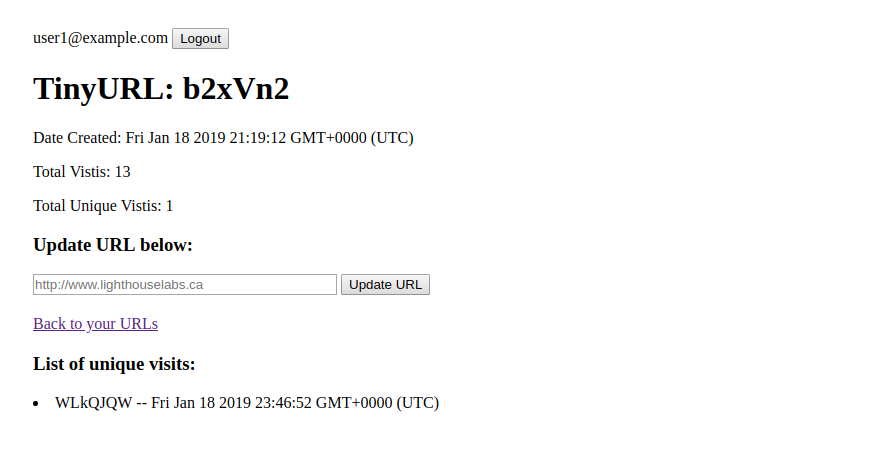 user1@example.com Logout
TinyURL: b2xVn2
Date Created: Fri Jan 18 2019 21:19:12 GMT+0000 (UTC)
Total Vistis: 13
Total Unique Vistis: 1
Update URL below:
http://www.lighthouselabs.ca Update URL
Back to your URLs
List of unique visits:
• WLkQJQW -- Fri Jan 18 2019 23:46:52 GMT+0000 (UTC)